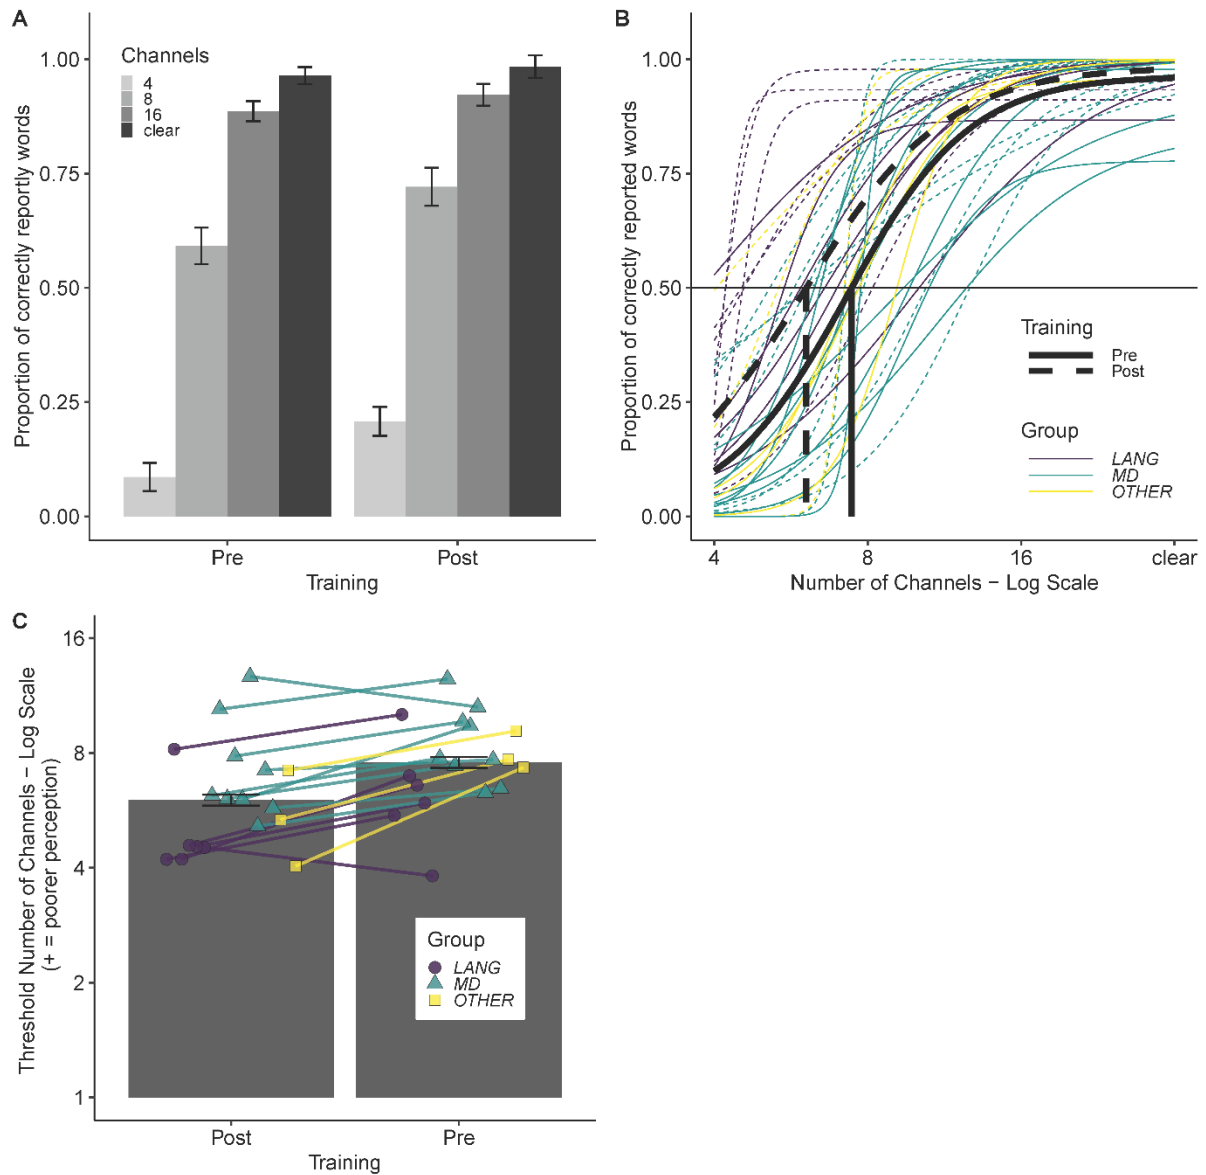 A
Proportion of correctly reportly words
1.00
0.75
0.50
0.25
0.00
Channels
4
8
16
clear
Pre
Post
Training
B
Proportion of correctly reported words
1.00
0.75
0.50
0.25
0.00
Training
Pre
Post
Group
LANG
MD
OTHER
4
8
16
clear
Number of Channels − Log Scale
C
Threshold Number of Channels − Log Scale
(+ = poorer perception)
16
8
4
2
1
Group
LANG
MD
OTHER
Post
Pre
Training